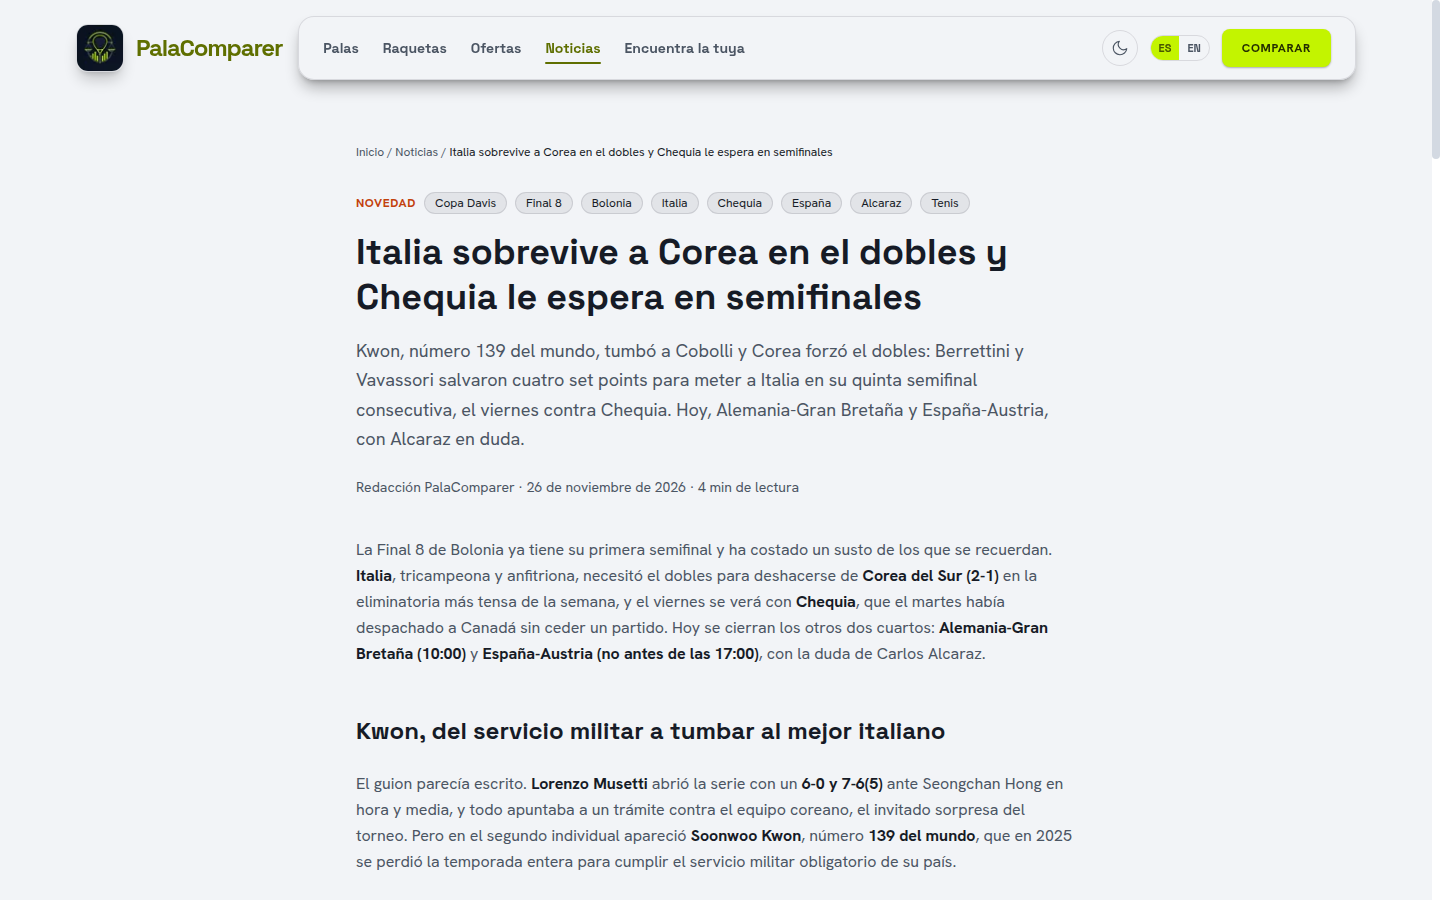 PalaComparer
Palas
Raquetas
Ofertas
Noticias
Encuentra la tuya
ES
EN
COMPARAR
Inicio / Noticias / Italia sobrevive a Corea en el dobles y Chequia le espera en semifinales
NOVEDAD
Copa Davis
Final 8
Bolonia
Italia
Chequia
España
Alcaraz
Tenis
Italia sobrevive a Corea en el dobles y
Chequia le espera en semifinales
Kwon, número 139 del mundo, tumbó a Cobolli y Corea forzó el dobles: Berrettini y
Vavassori salvaron cuatro set points para meter a Italia en su quinta semifinal
consecutiva, el viernes contra Chequia. Hoy, Alemania-Gran Bretaña y España-Austria,
con Alcaraz en duda.
Redacción PalaComparer · 26 de noviembre de 2026 · 4 min de lectura
La Final 8 de Bolonia ya tiene su primera semifinal y ha costado un susto de los que se recuerdan.
Italia, tricampeona y anfitriona, necesitó el dobles para deshacerse de Corea del Sur (2-1) en la
eliminatoria más tensa de la semana, y el viernes se verá con Chequia, que el martes había
despachado a Canadá sin ceder un partido. Hoy se cierran los otros dos cuartos: Alemania-Gran
Bretaña (10:00) y España-Austria (no antes de las 17:00), con la duda de Carlos Alcaraz.
Kwon, del servicio militar a tumbar al mejor italiano
El guion parecía escrito. Lorenzo Musetti abrió la serie con un 6-0 y 7-6(5) ante Seongchan Hong en
hora y media, y todo apuntaba a un trámite contra el equipo coreano, el invitado sorpresa del
torneo. Pero en el segundo individual apareció Soonwoo Kwon, número 139 del mundo, que en 2025
se perdió la temporada entera para cumplir el servicio militar obligatorio de su país.